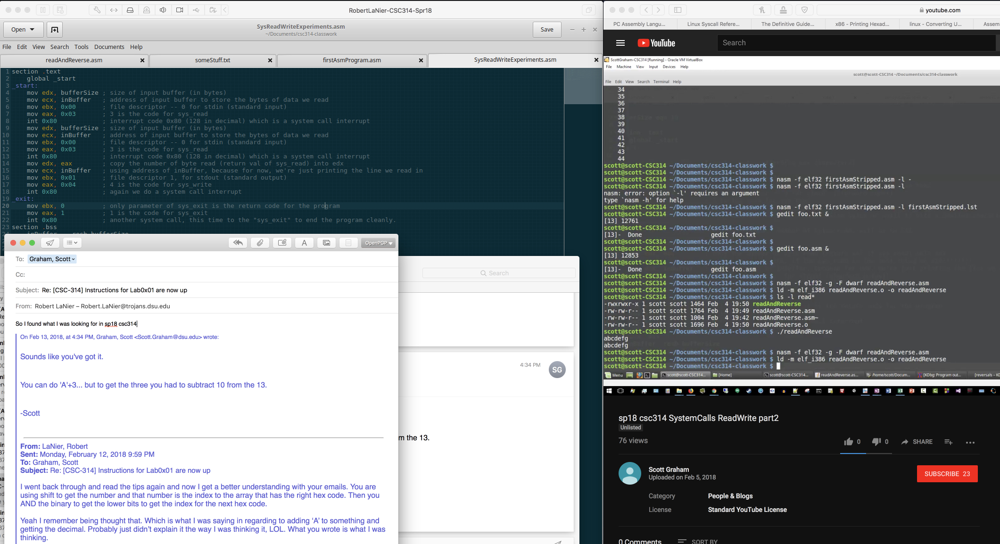 RobertLaNier-CSC314-Spr18
Open
SysReadWriteExperiments.asm
~/Documents/csc314-classwork
Save
File Edit View Search Tools Documents Help
readAndReverse.asm
someStuff.txt
firstAsmProgram.asm
SysReadWriteExperiments.asm
1 section .text
2 global _start
3 _start:
4 mov edx, bufferSize ; size of input buffer (in bytes)
5 mov ecx, inBuffer ; address of input buffer to store the bytes of data we read
6 mov ebx, 0x00 ; file descriptor -- 0 for stdin (standard input)
7 mov eax, 0x03 ; 3 is the code for sys_read
8 int 0x80 ; interrupt code 0x80 (128 in decimal) which is a system call interrupt
9 mov edx, bufferSize ; size of input buffer (in bytes)
10 mov ecx, inBuffer ; address of input buffer to store the bytes of data we read
11 mov ebx, 0x00 ; file descriptor -- 0 for stdin (standard input)
12 mov eax, 0x03 ; 3 is the code for sys_read
13 int 0x80 ; interrupt code 0x80 (128 in decimal) which is a system call interrupt
14 mov edx, eax ; copy the number of byte read (return val of sys_read) into edx
15 mov ecx, inBuffer ; using address of inBuffer, because for now, we're just printing the line we read in
16 mov ebx, 0x01 ; file descriptor 1, for stdout (standard output)
17 mov eax, 0x04 ; 4 is the code for sys_write
18 int 0x80 ; again we do a system call interrupt
19 _exit:
20 mov ebx, 0 ; only parameter of sys_exit is the return code for the program
21 mov eax, 1 ; 1 is the code for sys_exit
22 int 0x80 ; another system call, this time to the "sys_exit" to end the program cleanly.
23 section .bss
OpenPGP
To: Graham, Scott
Cc:
Subject: Re: [CSC-314] Instructions for Lab0x01 are now up
From: Robert LaNier – Robert.LaNier@trojans.dsu.edu
So I found what I was looking for in sp18 csc314
On Feb 13, 2018, at 4:34 PM, Graham, Scott <Scott.Graham@dsu.edu> wrote:
Sounds like you've got it.
You can do 'A'+3... but to get the three you had to subtract 10 from the 13.
-Scott
From: LaNier, Robert
Sent: Monday, February 12, 2018 9:59 PM
To: Graham, Scott
Subject: Re: [CSC-314] Instructions for Lab0x01 are now up
I went back through and read the tips again and now I get a better understanding with your emails. You are
using shift to get the number and that number is the index to the array that has the right hex code. Then you
AND the binary to get the lower bits to get the index for the next hex code.
Yeah I remember being thought that. Which is what I was saying in regarding to adding ‘A’ to something and
getting the decimal. Probably just didn’t explain it the way I was thinking it, LOL. What you wrote is what I was
thinking.
Search
4:34 PM
SG
m the 13.
youtube.com
PC Assembly Langu...
Linux Syscall Refere...
The Definitive Guide...
x86 - Printing Hexad...
linux - Converting U...
Assem
YouTube
Search
ScottGraham-CSC314 [Running] - Oracle VM VirtualBox
File Machine View Input Devices Help
scott@scott-CSC314 ~/Documents/csc314-classwork
File Edit View Search Terminal Help
34
35
36
37
38
39
40
41
42
43
44
scott@scott-CSC314 ~/Documents/csc314-classwork $
scott@scott-CSC314 ~/Documents/csc314-classwork $
scott@scott-CSC314 ~/Documents/csc314-classwork $ nasm -f elf32 firstAsmStripped.asm -l -
scott@scott-CSC314 ~/Documents/csc314-classwork $ nasm -f elf32 firstAsmStripped.asm -l
nasm: error: option `-l' requires an argument
type `nasm -h' for help
scott@scott-CSC314 ~/Documents/csc314-classwork $ nasm -f elf32 firstAsmStripped.asm -l firstAsmStripped.lst
scott@scott-CSC314 ~/Documents/csc314-classwork $ gedit foo.txt &
[13] 12761
scott@scott-CSC314 ~/Documents/csc314-classwork $
[13]- Done gedit foo.txt
scott@scott-CSC314 ~/Documents/csc314-classwork $
scott@scott-CSC314 ~/Documents/csc314-classwork $ gedit foo.asm &
[13] 12853
scott@scott-CSC314 ~/Documents/csc314-classwork $
[13]- Done gedit foo.asm
scott@scott-CSC314 ~/Documents/csc314-classwork $
scott@scott-CSC314 ~/Documents/csc314-classwork $ nasm -f elf32 -g -F dwarf readAndReverse.asm
scott@scott-CSC314 ~/Documents/csc314-classwork $ ld -m elf_i386 readAndReverse.o -o readAndReverse
scott@scott-CSC314 ~/Documents/csc314-classwork $ ls -l read*
-rwxrwxr-x 1 scott scott 1464 Feb 4 19:50 readAndReverse
-rw-rw-r-- 1 scott scott 1764 Feb 4 19:49 readAndReverse.asm
-rw-rw-r-- 1 scott scott 1004 Feb 4 19:42 readAndReverse.asm~
-rw-rw-r-- 1 scott scott 1696 Feb 4 19:50 readAndReverse.o
scott@scott-CSC314 ~/Documents/csc314-classwork $ ./readAndReverse
abcdefg
abcdefg
scott@scott-CSC314 ~/Documents/csc314-classwork $ nasm -f elf32 -g -F dwarf readAndReverse.asm
scott@scott-CSC314 ~/Documents/csc314-classwork $ ld -m elf_i386 readAndReverse.o -o readAndReverse
scott@scott-CSC314 ~/Documents/csc314-classwork $
Menu scott@scott-CSC314... [Home] scott@scott-CSC314... readAndReverse.as... /home/scott/Docum... [KDbg: Program out... [reversals - KD
sp18 csc314 SystemCalls ReadWrite part2
Unlisted
76 views
0 0 SHARE
Scott Graham
Uploaded on Feb 5, 2018
SUBSCRIBE 23
Category People & Blogs
License Standard YouTube License
0 Comments SORT BY